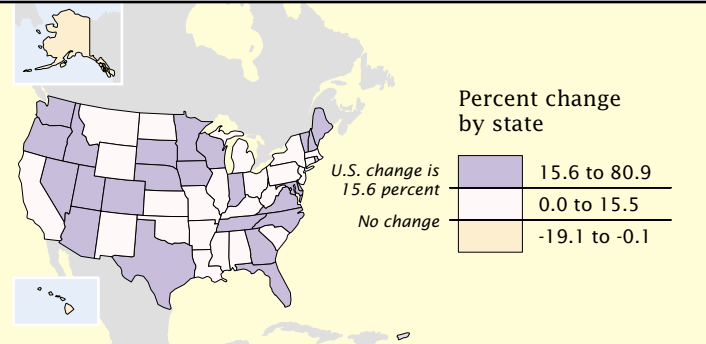 Percent change
by state
U.S. change is
15.6 percent
No change
15.6 to 80.9
0.0 to 15.5
-19.1 to -0.1